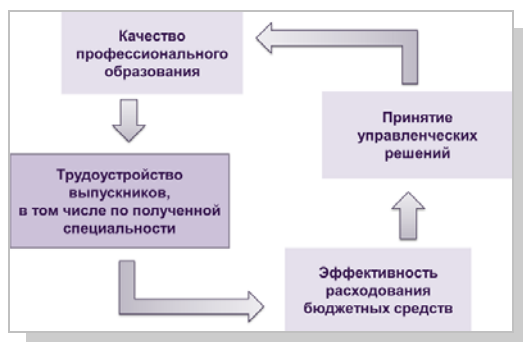 Качество
профессионального
образования
Принятие
управленческих
решений
Трудоустройство
выпускников,
в том числе по полученной
специальности
Эффективность
расходования
бюджетных средств